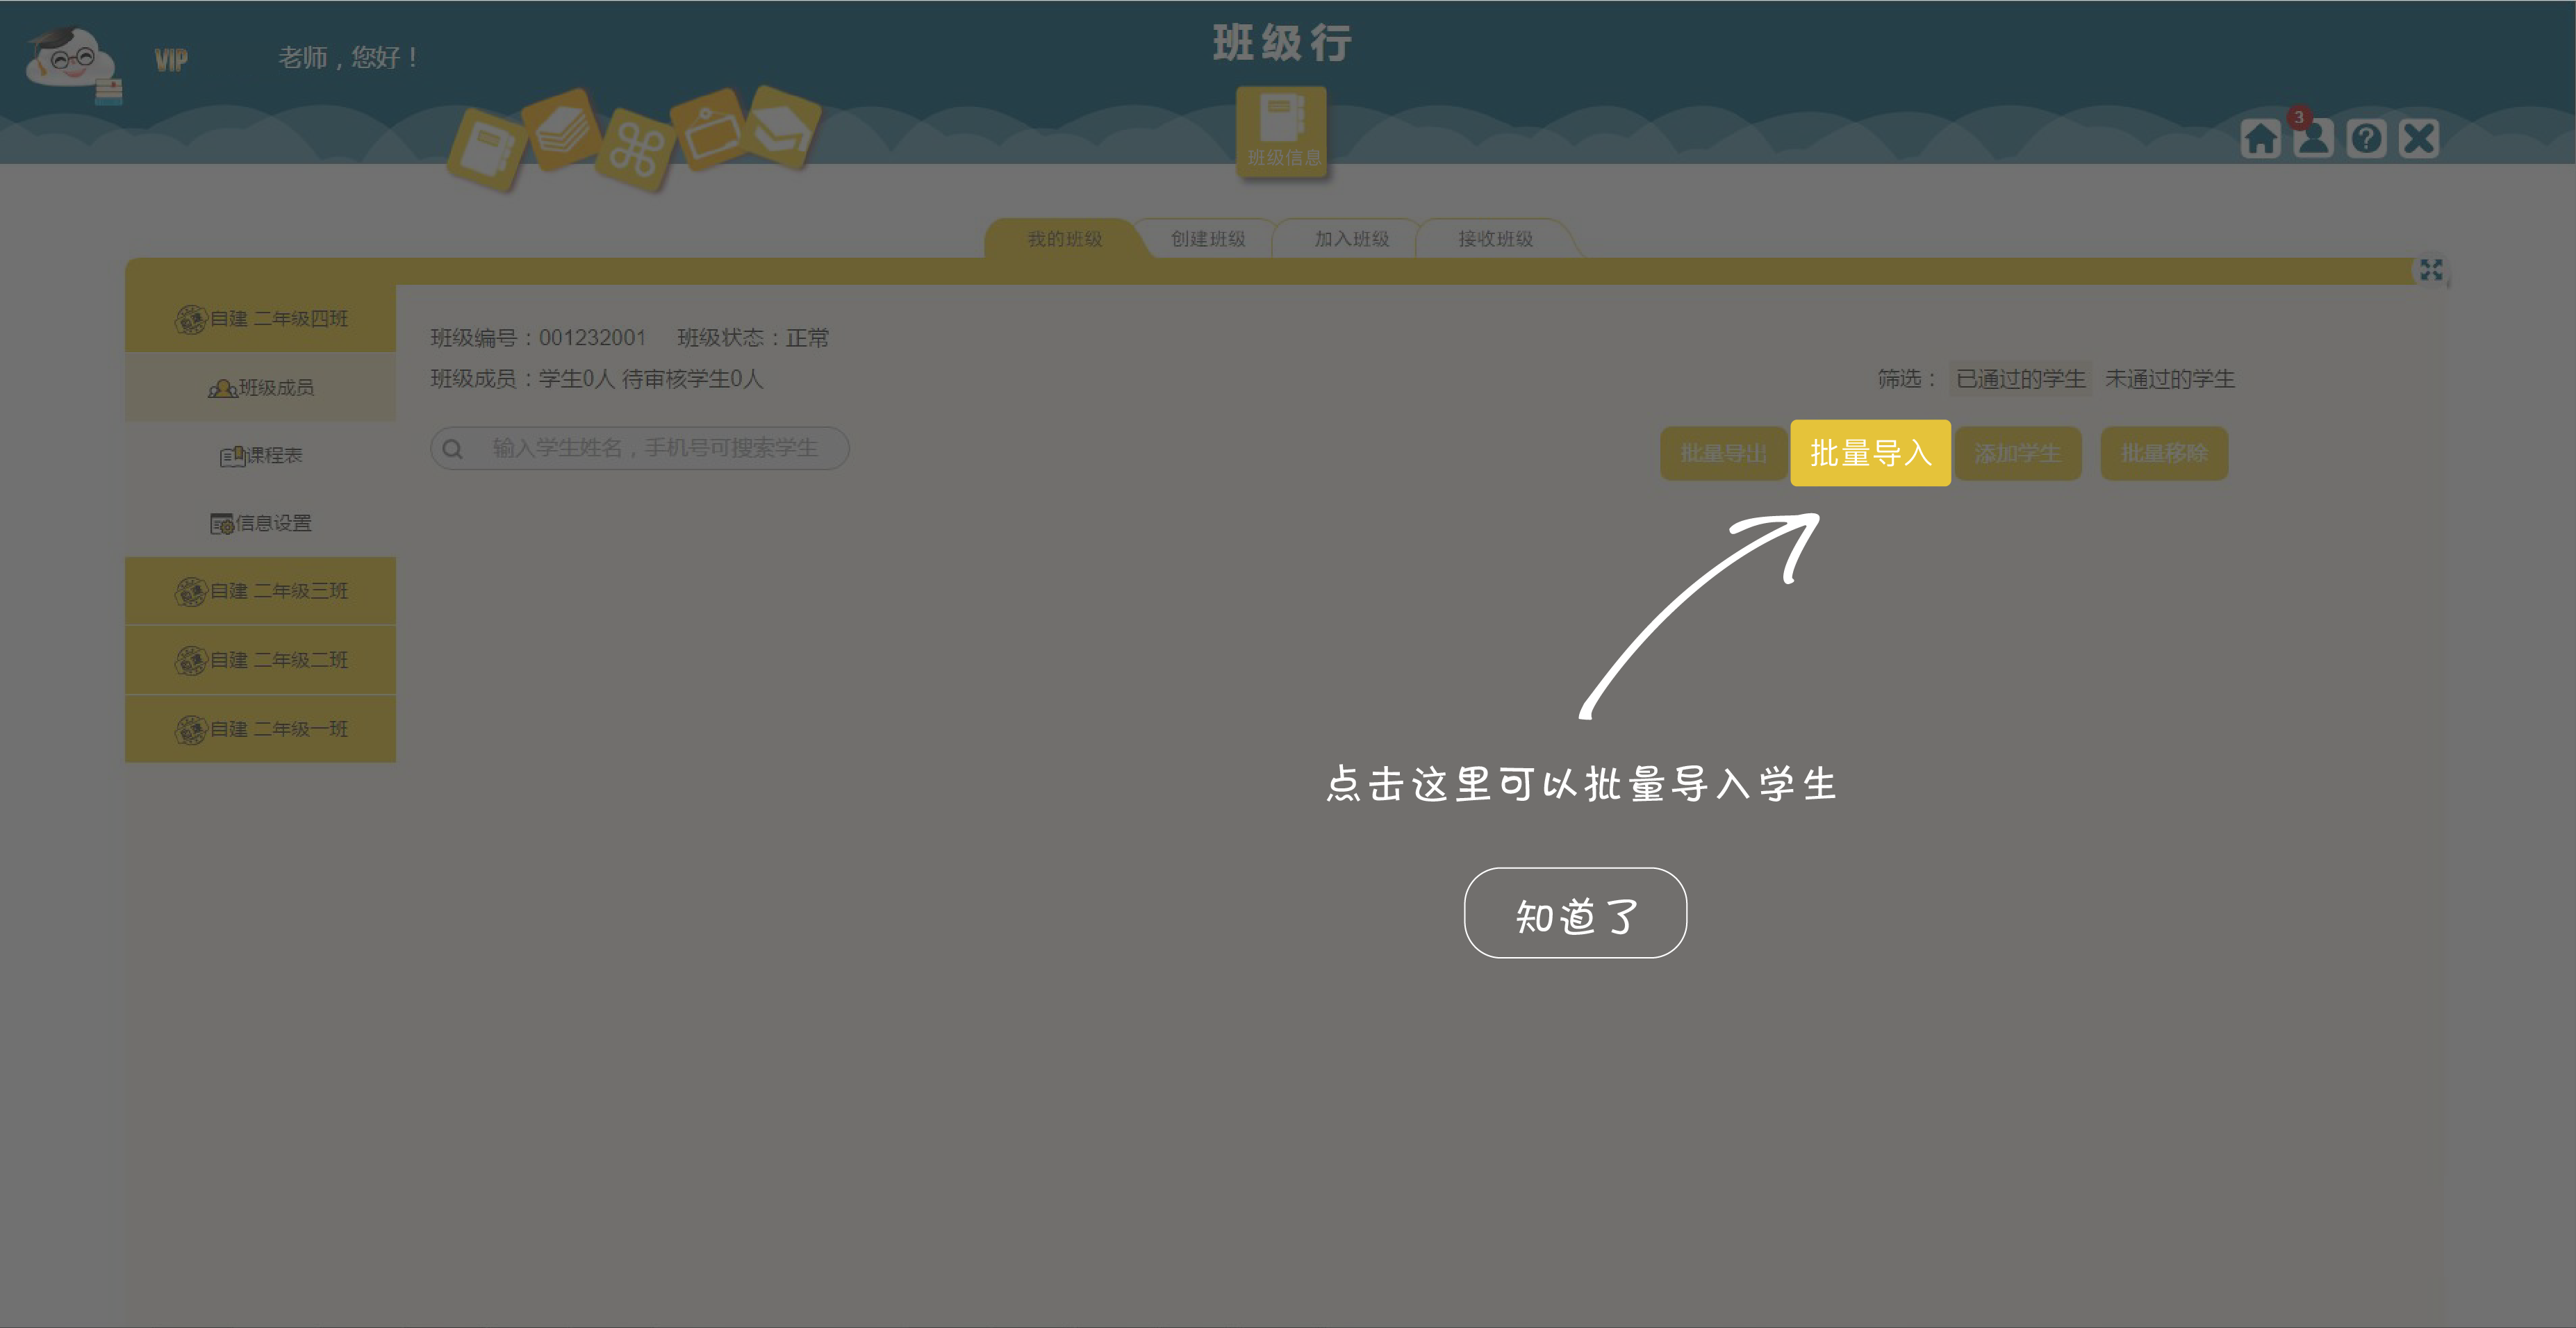 VIP
老师，您好！
班级行
班级信息
3
我的班级
创建班级
加入班级
接收班级
自建 二年级四班
班级成员
课程表
信息设置
自建 二年级三班
自建 二年级二班
自建 二年级一班
班级编号：001232001 班级状态：正常
班级成员：学生0人 待审核学生0人
筛选： 已通过的学生 未通过的学生
输入学生姓名，手机号可搜索学生
批量导出
批量导入
添加学生
批量移除
点击这里可以批量导入学生
知道了